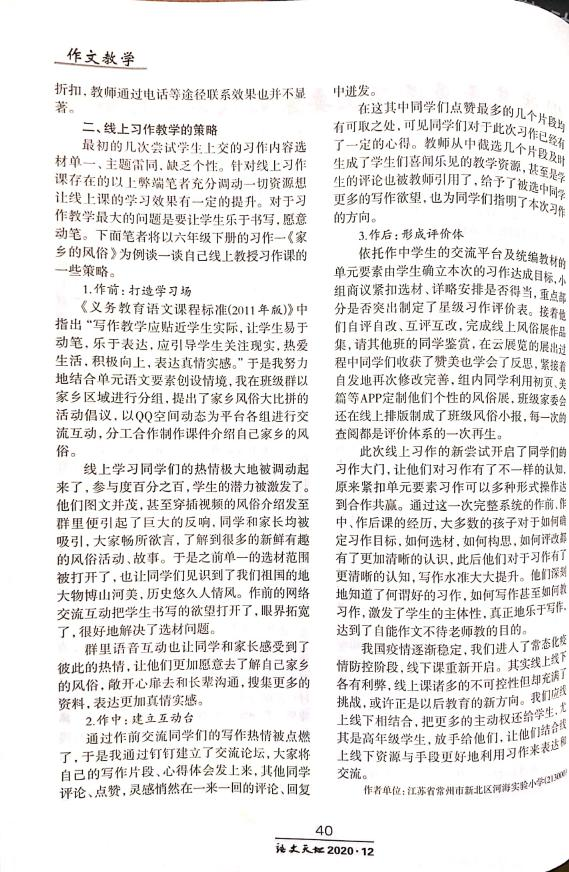 作文教学
折扣，教师通过电话等途径联系效果也并不显
著。
二、线上习作教学的策略
最初的几次尝试学生上交的习作内容选
材单一、主题雷同，缺乏个性。针对线上习作
课存在的以上弊端笔者充分调动一切资源想
让线上课的学习效果有一定的提升。对于习
作教学最大的问题是要让学生乐于书写，愿意
动笔。下面笔者将以六年级下册的习作一《家
乡的风俗》为例谈一谈自己线上教授习作课的
一些策略。
1.作前：打造学习场
《义务教育语文课程标准(2011年版)》中
指出“写作教学应贴近学生实际，让学生易于
动笔，乐于表达，应引导学生关注现实，热爱
生活，积极向上，表达真情实感。”于是我努力
地结合单元语文要素创设情境，我在班级群以
家乡区域进行分组，提出了家乡风俗大比拼的
活动倡议，以QQ空间动态为平台各组进行交
流互动，分工合作制作课件介绍自己家乡的风
俗。
线上学习同学们的热情极大地被调动起
来了，参与度百分之百，学生的潜力被激发了。
他们图文并茂，甚至穿插视频的风俗介绍发至
群里便引起了巨大的反响，同学和家长均被
吸引，大家畅所欲言，了解到很多的新鲜有趣
的风俗活动、故事。于是之前单一的选材范围
被打开了，也让同学们见识到了我们祖国的地
大物博山河美，历史悠久人情风。作前的网络
交流互动把学生书写的欲望打开了，眼界拓宽
了，很好地解决了选材问题。
群里语音互动也让同学和家长感受到了
彼此的热情，让他们更加愿意去了解自己家乡
的风俗，敞开心扉去和长辈沟通，搜集更多的
资料，表达更加真情实感。
2.作中：建立互动台
通过作前交流同学们的写作热情被点燃
了，于是我通过钉钉建立了交流论坛，大家将
自己的写作片段、心得体会发上来，其他同学
评论、点赞，灵感悄然在一来一回的评论、回复
中迸发。
在这其中同学们点赞最多的几个片段均
有可取之处，可见同学们对于此次习作已经有
了一定的心得。教师从中截选几个片段及时
生成了学生们喜闻乐见的教学资源，甚至是学
生的评论也被教师引用了，给予了被选中同学
更多的写作欲望，也为同学们指明了本次习作
的方向。
3.作后：形成评价体
依托作中学生的交流平台及统编教材的
单元要素由学生确立本次的习作达成目标，小
组商议紧扣选材、详略安排是否得当，重点部
分是否突出制定了星级习作评价表。接着他
们自评自改、互评互改，完成线上风俗展作品
集，请其他班的同学鉴赏，在云展览的展出过
程中同学们收获了赞美也学会了反思，紧接着
自发地再次修改完善，组内同学利用初页、美
篇等APP定制他们个性的风俗展，班级家委会
还在线上排版制成了班级风俗小报，每一次的
查阅都是评价体系的一次再生。
此次线上习作的新尝试开启了同学们的
习作大门，让他们对习作有了不一样的认知，
原来紧扣单元要素习作可以多种形式操作达
到合作共赢。通过这一次完整系统的作前，作
中、作后课的经历，大多数的孩子对于如何确
定习作目标，如何选材，如何构思，如何评改都
有了更加清晰的认识，此后他们对于习作有了
更清晰的认知，写作水准大大提升。他们深刻
地知道了何谓好的习作，如何写作甚至如何教
习作，激发了学生的主体性，真正地乐于写作，
达到了自能作文不待老师教的目的。
我国疫情逐渐稳定，我们进入了常态化疫
情防控阶段，线下课重新开启。其实线上线下
各有利弊，线上课诸多的不可控性但却充满了
挑战，或许正是以后教育的新方向。我们应线
上线下相结合，把更多的主动权还给学生，尤
其是高年级学生，放手给他们，让他们结合线
上线下资源与手段更好地利用习作来表达和
交流。
作者单位：江苏省常州市新北区河海实验小学(213000)
40
语文天地2020·12